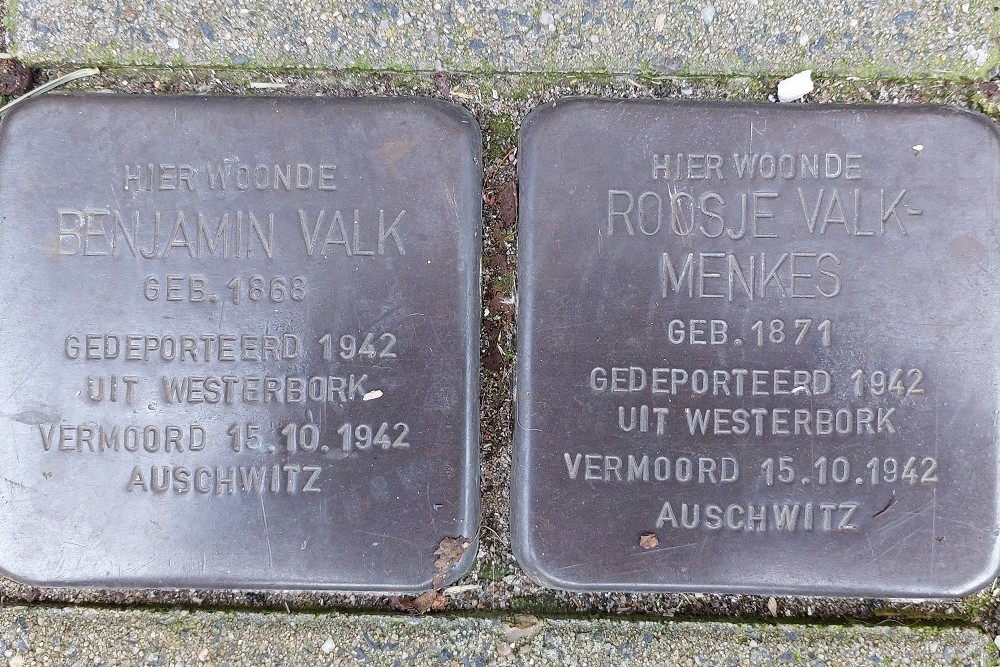 HIER WOONDE
BENJAMIN VALK
GEB. 1868
GEDEPORTEERD 1942
UIT WESTERBORK
VERMOORD 15.10.1942
AUSCHWITZ
HIER WOONDE
ROOSJE VALK-
MENKES
GEB. 1871
GEDEPORTEERD 1942
UIT WESTERBORK
VERMOORD 15.10.1942
AUSCHWITZ